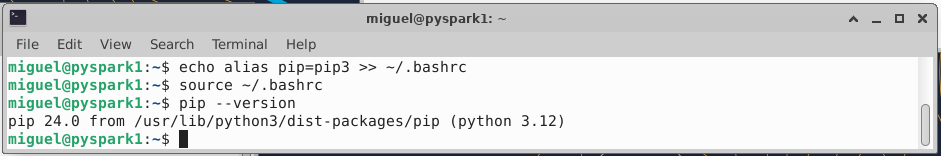 miguel@pyspark1: ~
File Edit View Search Terminal Help
miguel@pyspark1:~$ echo alias pip=pip3 >> ~/.bashrc
miguel@pyspark1:~$ source ~/.bashrc
miguel@pyspark1:~$ pip --version
pip 24.0 from /usr/lib/python3/dist-packages/pip (python 3.12)
miguel@pyspark1:~$